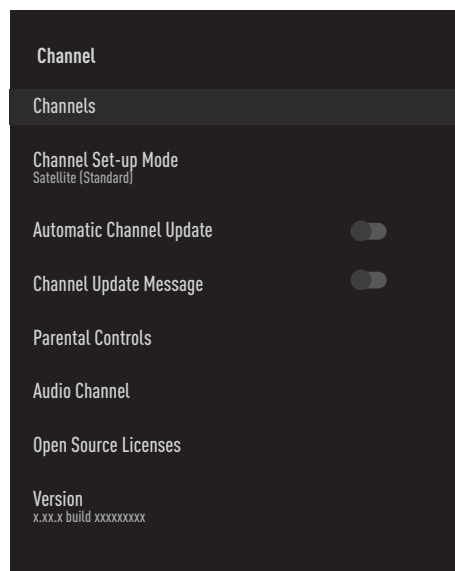 Channel
Channels
Channel Set-up Mode
Satellite (Standard)
Automatic Channel Update
Channel Update Message
Parental Controls
Audio Channel
Open Source Licenses
Version
x.xx.x build xxxxxxxxx